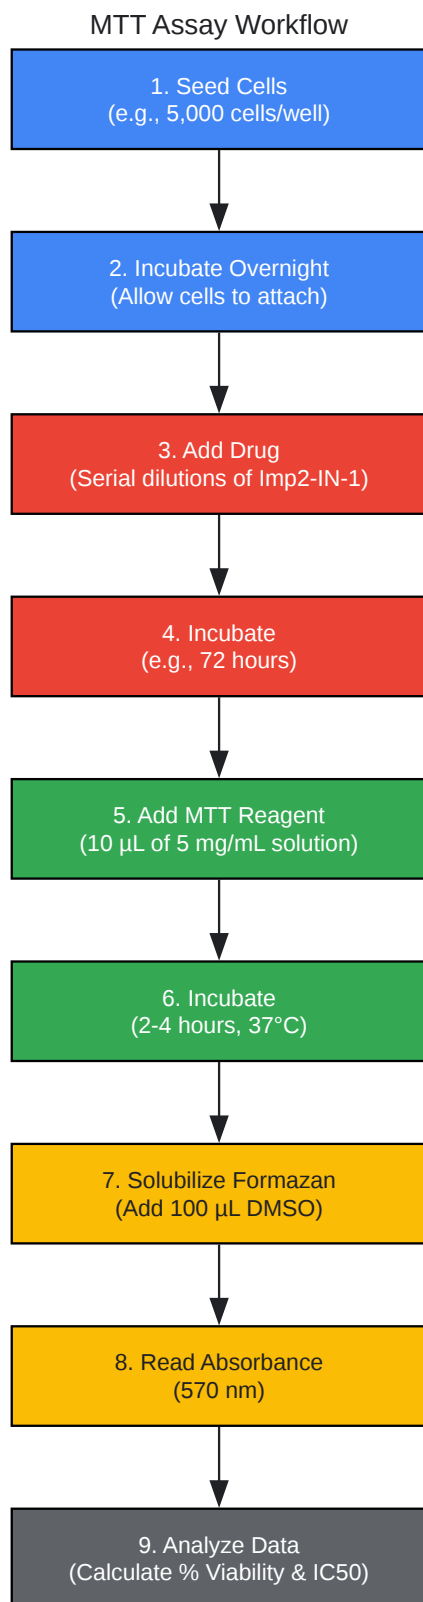 MTT Assay Workflow
1. Seed Cells
(e.g., 5,000 cells/well)
2. Incubate Overnight
(Allow cells to attach)
3. Add Drug
(Serial dilutions of Imp2-IN-1)
4. Incubate
(e.g., 72 hours)
5. Add MTT Reagent
(10 µL of 5 mg/mL solution)
6. Incubate
(2-4 hours, 37°C)
7. Solubilize Formazan
(Add 100 µL DMSO)
8. Read Absorbance
(570 nm)
9. Analyze Data
(Calculate % Viability & IC50)